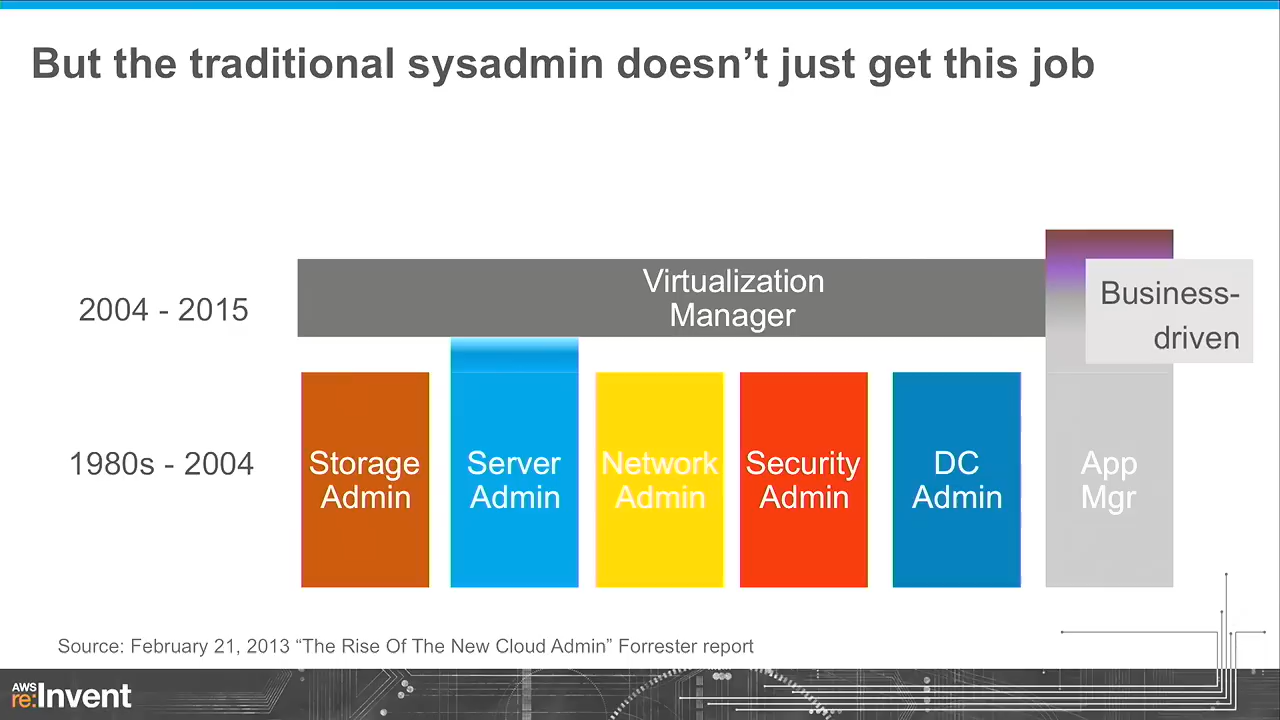 But the traditional sysadmin doesn't just get this job
2004 - 2015
Virtualization
Manager
Business-
driven
1980s - 2004
Storage
Admin
Server
Admin
Network
Admin
Security
Admin
DC
Admin
App
Mgr
Source: February 21, 2013 “The Rise Of The New Cloud Admin” Forrester report
AWS
re:Invent